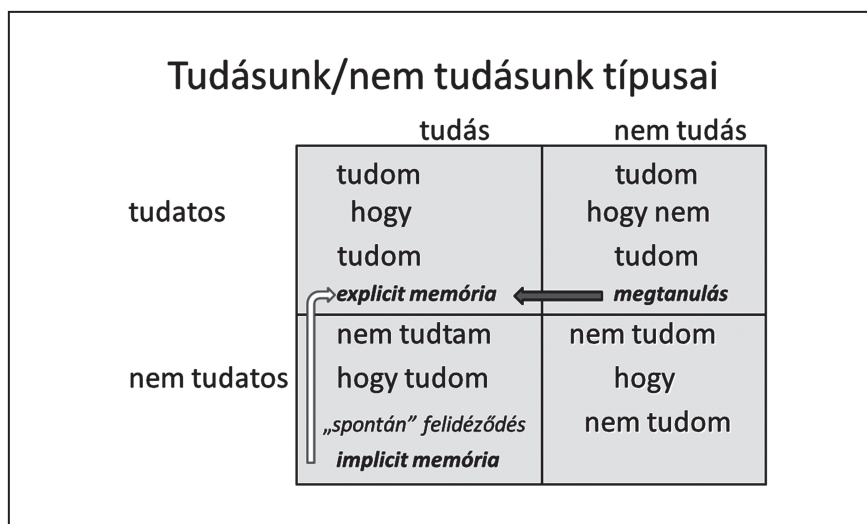 Tudásunk/nem tudásunk típusai
tudás nem tudás
tudatos
tudom
hogy
tudom
explicit memória
tudom
hogy nem
tudom
megtanulás
nem tudatos
nem tudtam
hogy tudom
„spontán” felidéződés
implicit memória
nem tudom
hogy
nem tudom